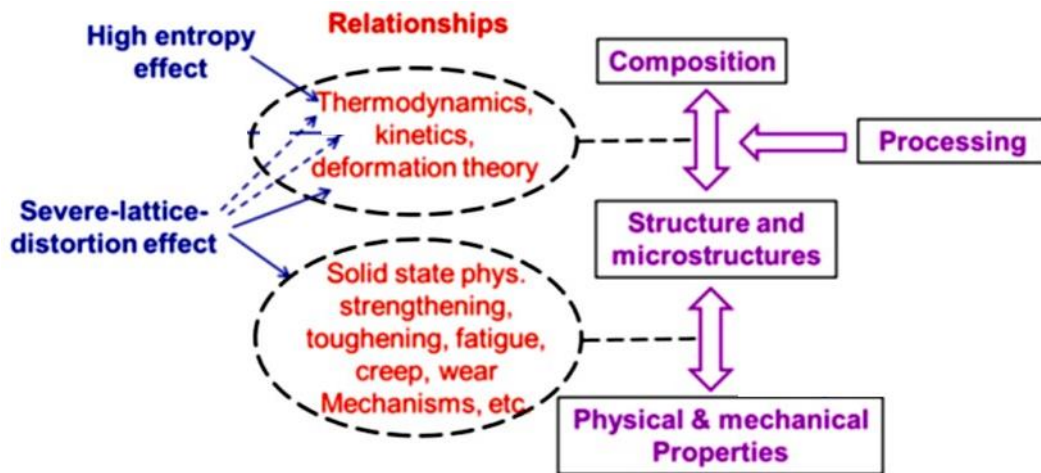 Relationships
High entropy
effect
Thermodynamics,
kinetics,
deformation theory
Severe-lattice-
distortion effect
Solid state phys.
strengthening,
toughening, fatigue,
creep, wear
Mechanisms, etc
Composition
Processing
Structure and
microstructures
Physical & mechanical
Properties